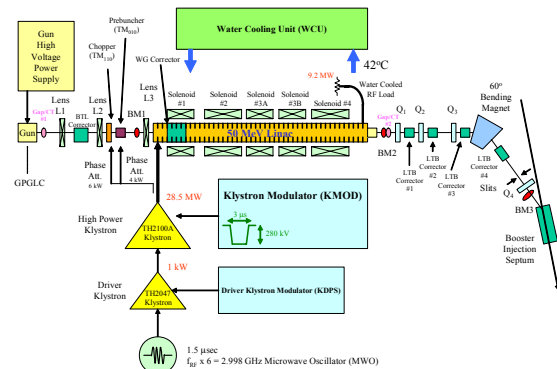 Gun
High
Voltage
Power
Supply
Water Cooling Unit (WCU)
42ºC
Prebuncher
(TM010)
Chopper
(TM110)
WG Corrector
Lens
L1
Lens
L2
Lens
L3
Gap/CT
#1
BTL
Corrector
BM1
Solenoid
#1
Solenoid
#2
Solenoid
#3A
Solenoid
#3B
Solenoid #4
9.2 MW
Water Cooled
RF Load
Gap/CT
#2
Q1
Q2
Q3
60º
Bending
Magnet
Gun
50 MeV Linac
BM2
GPGLC
Phase
Att.
6 kW
Phase
Att.
4 kW
LTB
Corrector
#1
LTB
Corrector
#2
LTB
Corrector
#3
LTB
Corrector
#4
Slits
Q4
BM3
Booster
Injection
Septum
28.5 MW
High Power
Klystron
TH2100A
Klystron
Klystron Modulator (KMOD)
3 µs
280 kV
1 kW
Driver
Klystron
TH2047
Klystron
Driver Klystron Modulator (KDPS)
1.5 µsec
fRF x 6 = 2.998 GHz Microwave Oscillator (MWO)